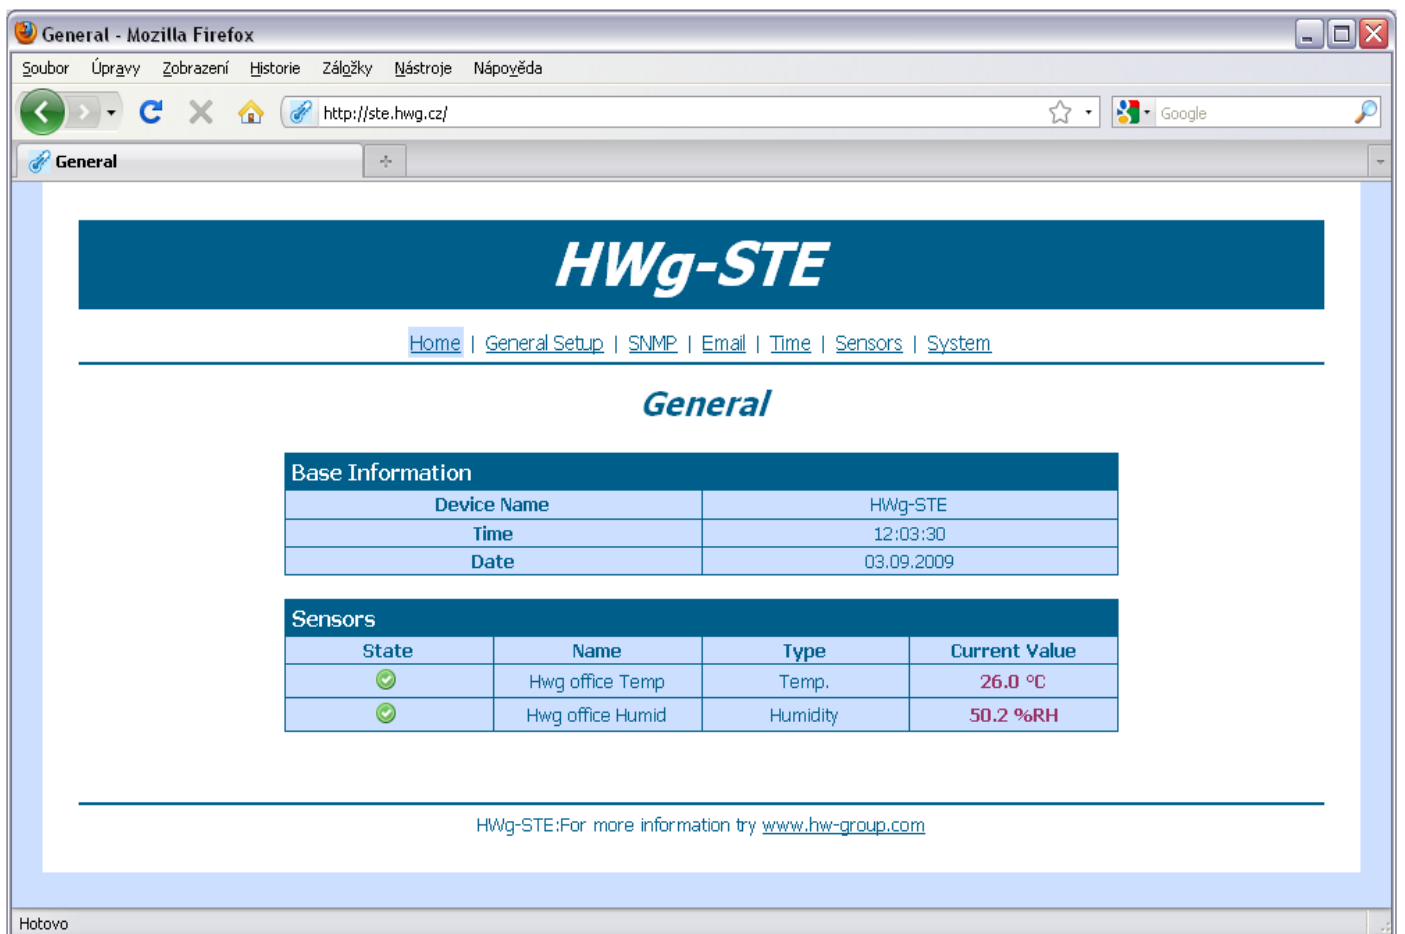 General - Mozilla Firefox
Soubor Úpravy Zobrazení Historie Záložky Nástroje Nápověda
http://ste.hwg.cz/ Google
General
HWg-STE
Home | General Setup | SNMP | Email | Time | Sensors | System
General
Base Information
Device Name HWg-STE
Time 12:03:30
Date 03.09.2009
Sensors
State Name Type Current Value
Hwg office Temp Temp. 26.0 °C
Hwg office Humid Humidity 50.2 %RH
HWg-STE:For more information try www.hw-group.com
Hotovo